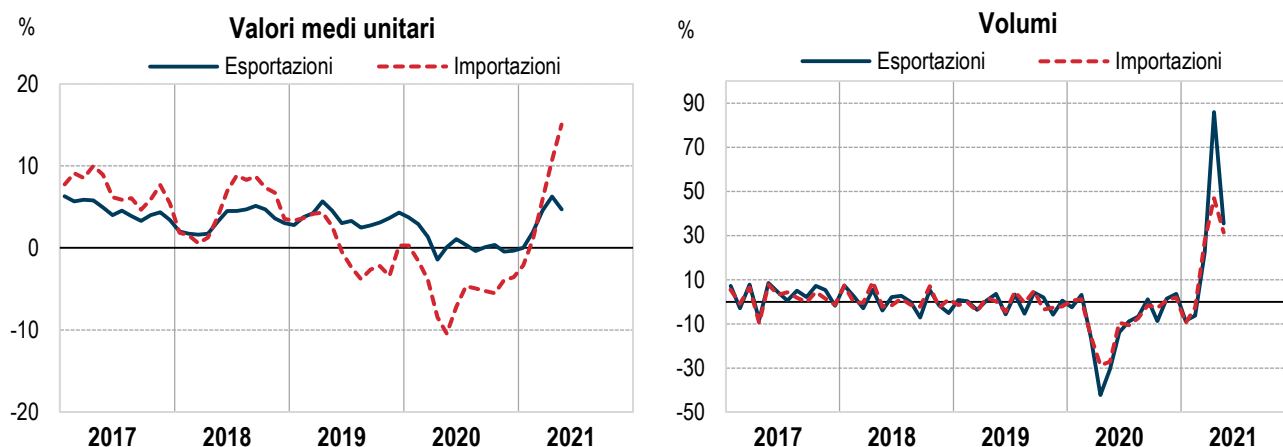 Valori medi unitari
%
Esportazioni Importazioni
20
10
0
-10
-20
2017 2018 2019 2020 2021
Volumi
%
Esportazioni Importazioni
90
70
50
30
10
-10
-30
-50
2017 2018 2019 2020 2021